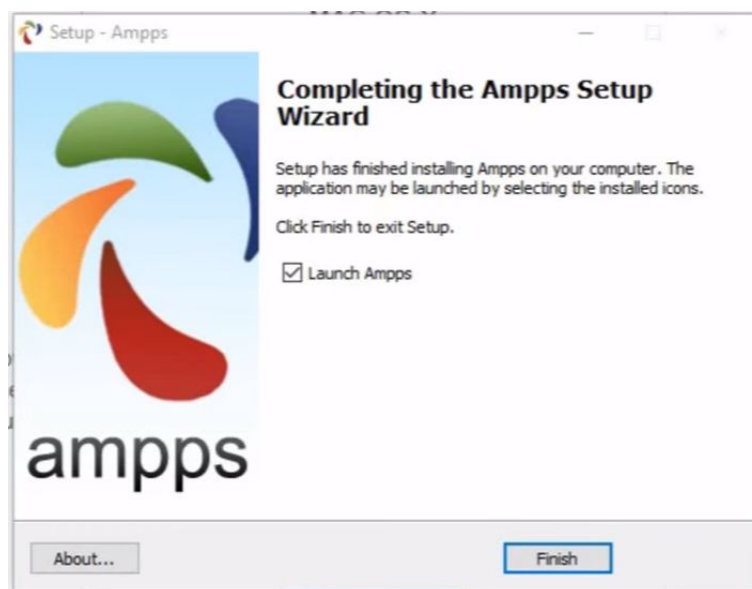 Setup - Ampps
Completing the Ampps Setup
Wizard
Setup has finished installing Ampps on your computer. The
application may be launched by selecting the installed icons.
Click Finish to exit Setup.
Launch Ampps
ampps
About...
Finish